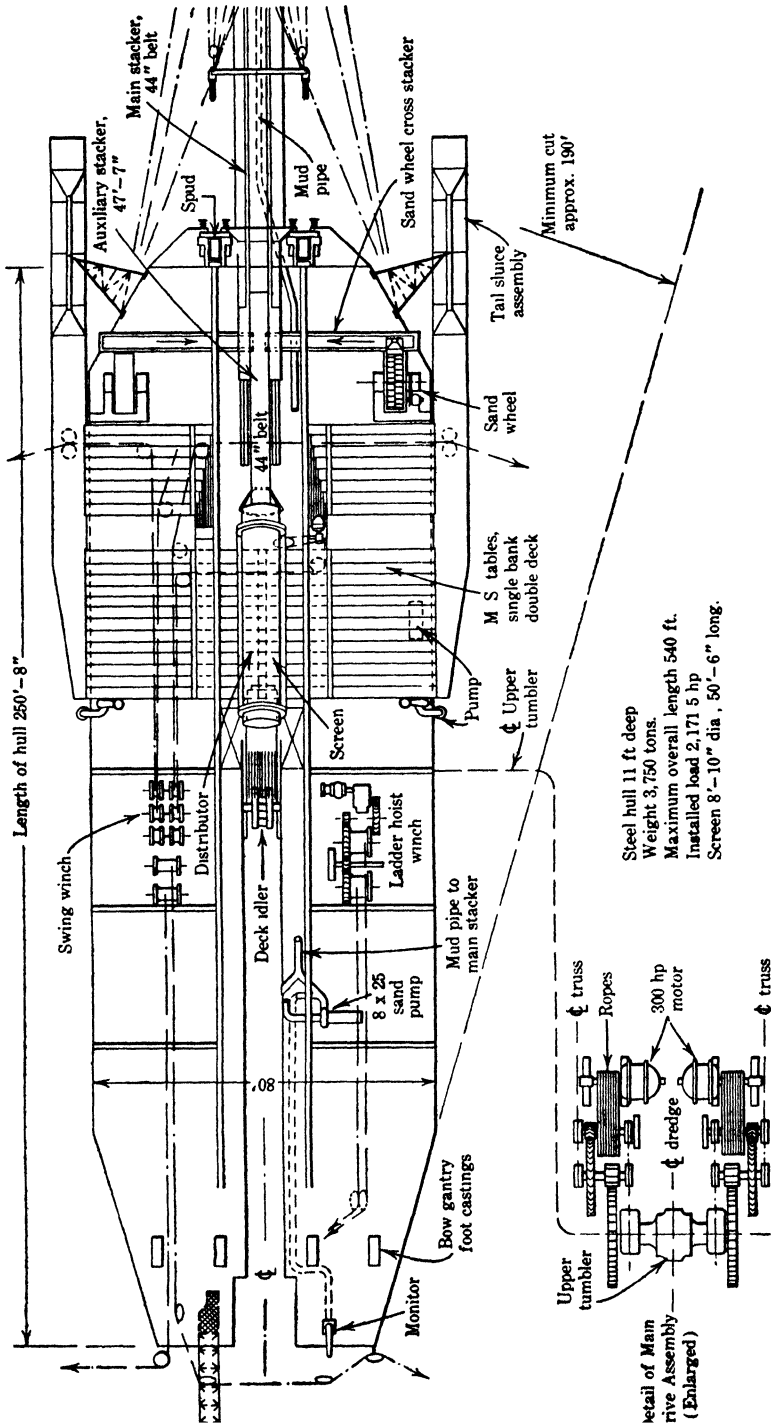 Length of hull 250'-8"
Main stacker,
44" belt
Auxiliary stacker,
47'-7"
Spud
Mud
pipe
Sand wheel cross stacker
Swing winch
Distributor
44" belt
Deck idler
Screen
Sand
wheel
Tail sluice
assembly
Minimum cut
approx. 190'
M S tables,
single bank
double deck
Pump
℄ Upper
tumbler
Ladder hoist
winch
Mud pipe to
main stacker
8 x 25
sand
pump
80'
℄
Bow gantry
foot castings
Monitor
Steel hull 11 ft deep
Weight 3,750 tons.
Maximum overall length 540 ft.
Installed load 2,171 5 hp
Screen 8'-10" dia , 50'-6" long.
℄ truss
Ropes
300 hp
motor
℄ dredge
℄ truss
Upper
tumbler
etail of Main
rive Assembly
(Enlarged)